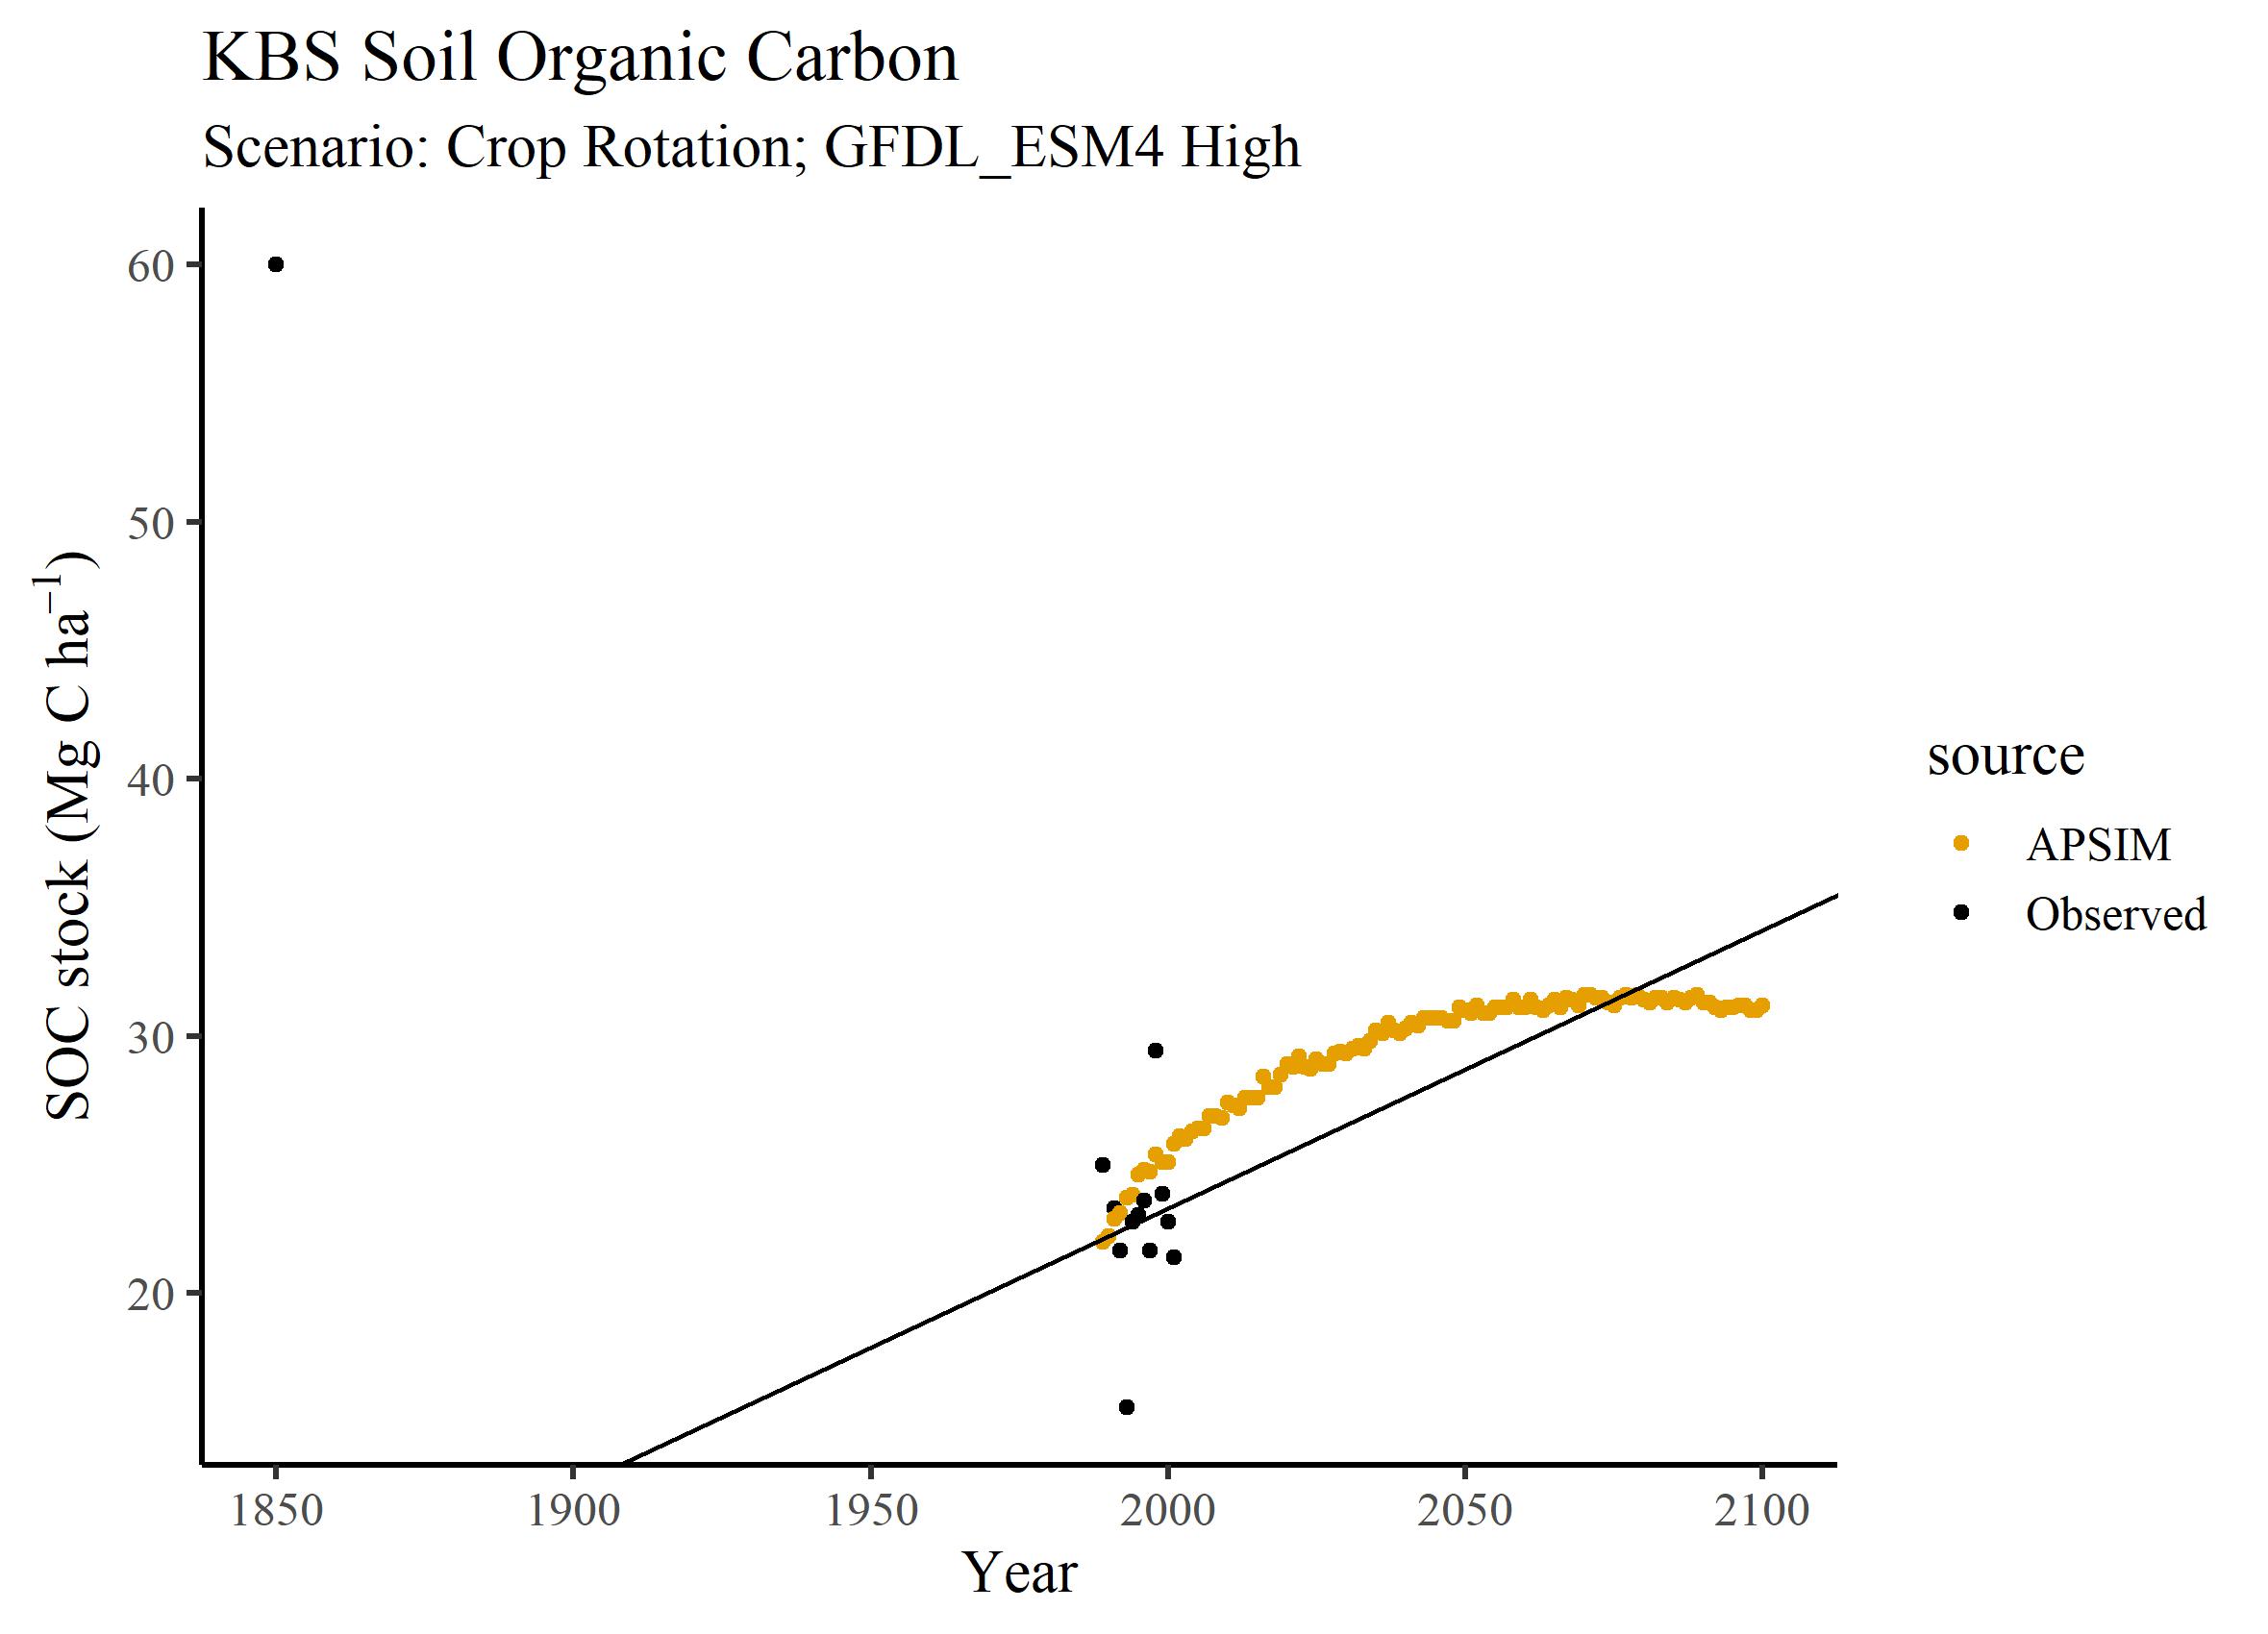 KBS Soil Organic Carbon
Scenario: Crop Rotation; GFDL_ESM4 High
SOC stock (Mg C ha⁻¹)
60
50
40
30
20
1850 1900 1950 2000 2050 2100
Year
source
APSIM
Observed